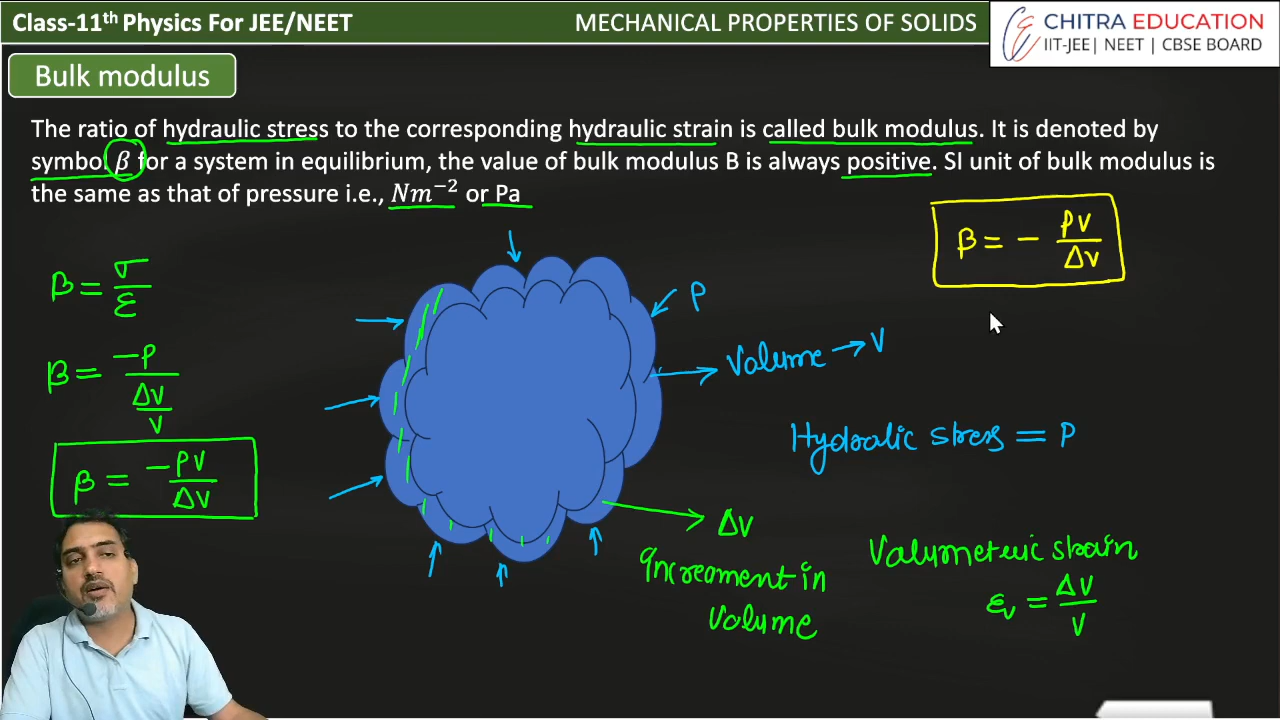 Class-11th Physics For JEE/NEET
MECHANICAL PROPERTIES OF SOLIDS
CHITRA EDUCATION
IIT-JEE| NEET | CBSE BOARD
Bulk modulus
The ratio of hydraulic stress to the corresponding hydraulic strain is called bulk modulus. It is denoted by
symbol β for a system in equilibrium, the value of bulk modulus B is always positive. SI unit of bulk modulus is
the same as that of pressure i.e., Nm⁻² or Pa
β = - PV/ΔV
β = σ/ε
P
β = -P/(ΔV/V)
Volume → V
Hydralic stress = P
β = -PV/ΔV
ΔV
increoment in
Volume
Valumetric strain
εv = ΔV/V